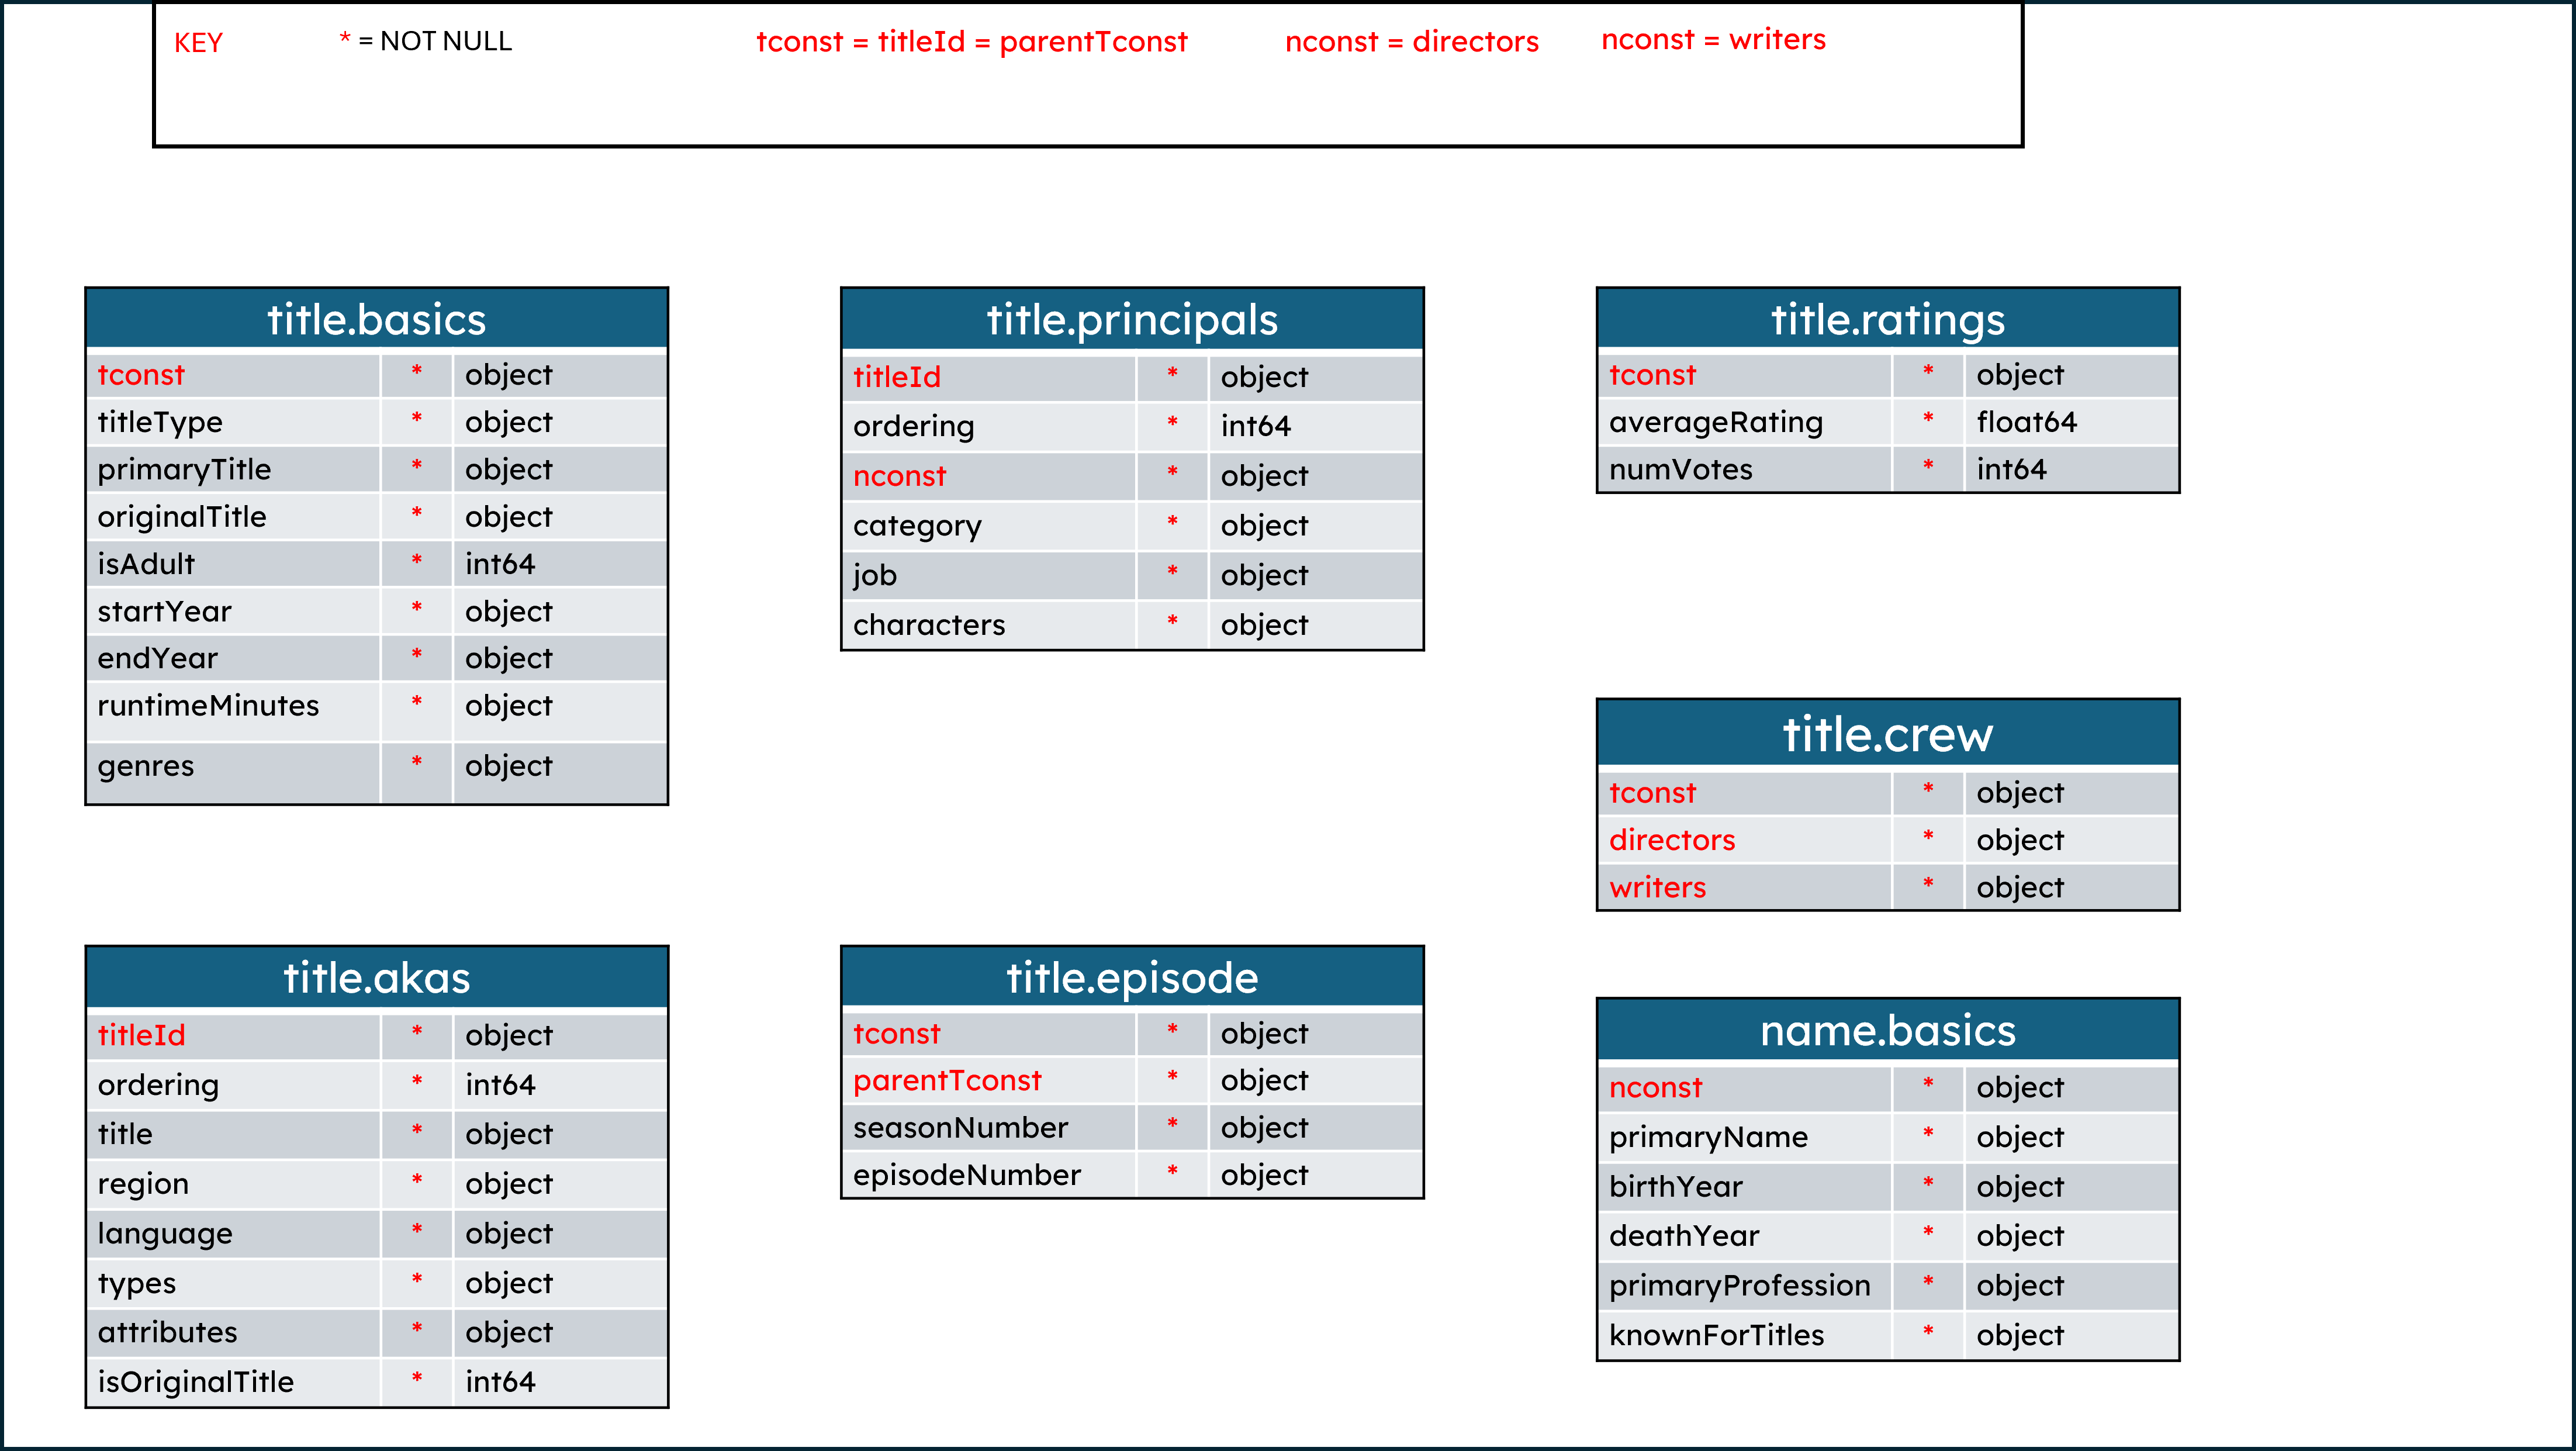 KEY * = NOT NULL tconst = titleId = parentTconst nconst = directors nconst = writers
title.basics
tconst * object
titleType * object
primaryTitle * object
originalTitle * object
isAdult * int64
startYear * object
endYear * object
runtimeMinutes * object
genres * object
title.principals
titleId * object
ordering * int64
nconst * object
category * object
job * object
characters * object
title.ratings
tconst * object
averageRating * float64
numVotes * int64
title.crew
tconst * object
directors * object
writers * object
title.akas
titleId * object
ordering * int64
title * object
region * object
language * object
types * object
attributes * object
isOriginalTitle * int64
title.episode
tconst * object
parentTconst * object
seasonNumber * object
episodeNumber * object
name.basics
nconst * object
primaryName * object
birthYear * object
deathYear * object
primaryProfession * object
knownForTitles * object